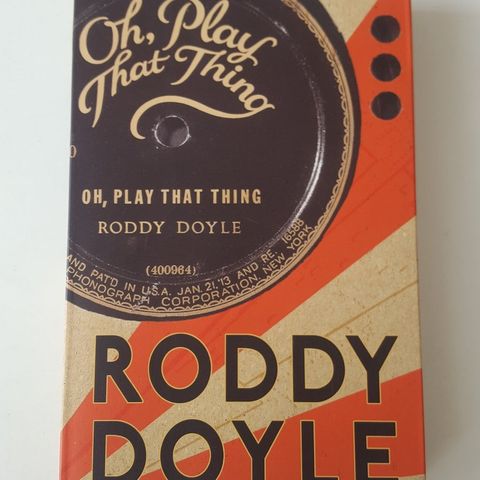 Oh, Play
That Thing
OH, PLAY THAT THING
RODDY DOYLE
(400964)
AND PAT'D IN U.S.A. JAN. 21, '13 AND RE. 16588
PHONOGRAPH CORPORATION, NEW YORK
RODDY
DOYLE